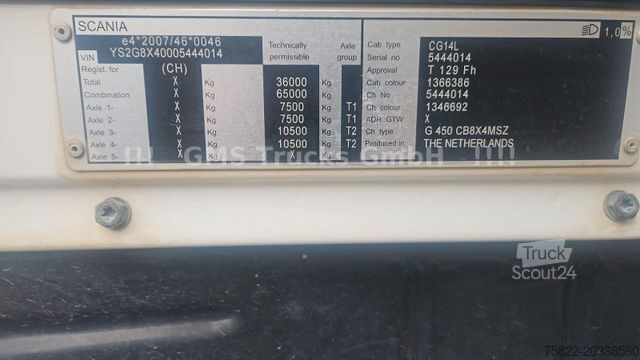 SCANIA
e4*2007/46*0046
VIN YS2G8X40005444014
Regist. for (CH) Technically permissible Axle group
Total X Kg 36000 Kg
Combination X Kg 65000 Kg
Axle 1- X Kg 7500 Kg T1
Axle 2- X Kg 7500 Kg T1
Axle 3- X Kg 10500 Kg T2
Axle 4- X Kg 10500 Kg T2
Axle 5- X Kg X Kg
Cab type CG14L
Serial no 5444014
Approval T 129 Fh
Cab colour 1366386
Ch No 5444014
Ch colour 1346692
ADR GTW X
Ch type G 450 CB8X4MSZ
Produced in THE NETHERLANDS
1,0%
!!! GMS Trucks GmbH !!!!
Truck
Scout24
75822-20338560